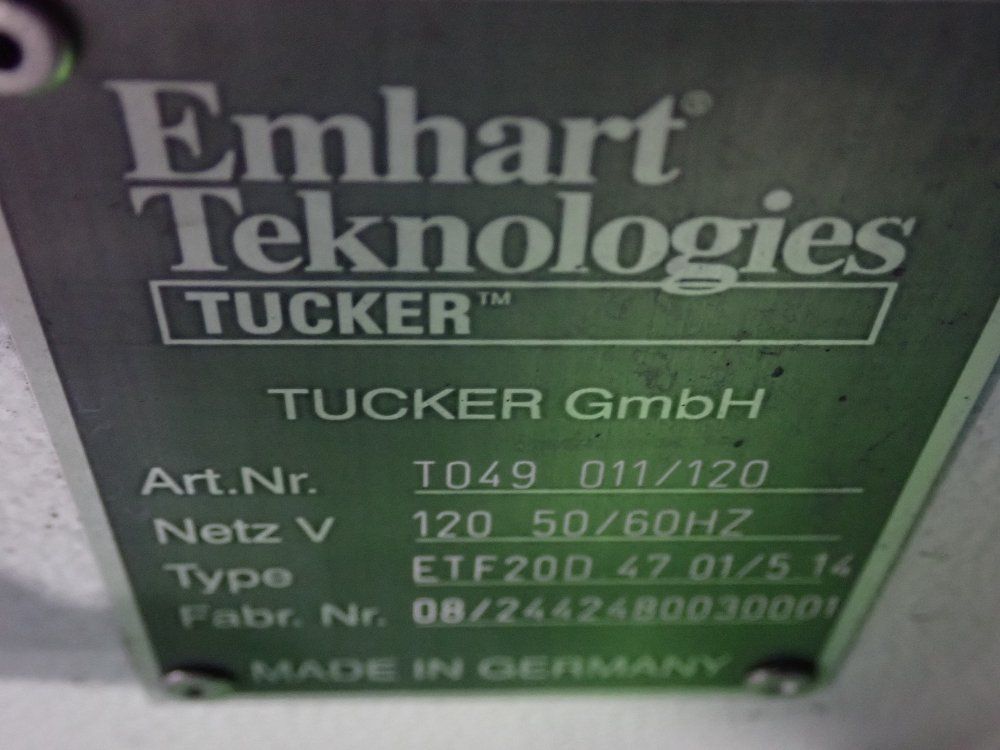 Emhart®
Teknologies
TUCKER™
TUCKER GmbH
Art.Nr. T049 011/120
Netz V 120 50/60HZ
Type ETF20D 47 01/5 14
Fabr. Nr. 08/2442480030001
MADE IN GERMANY